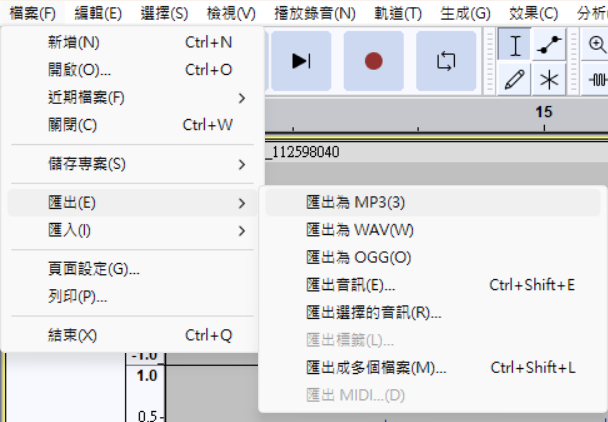 檔案(F) 編輯(E) 選擇(S) 檢視(V) 播放錄音(N) 軌道(T) 生成(G) 效果(C) 分析
新增(N) Ctrl+N
開啟(O)... Ctrl+O
近期檔案(F)
關閉(C) Ctrl+W
儲存專案(S)
匯出(E)
匯入(I)
頁面設定(G)...
列印(P)...
結束(X) Ctrl+Q
15
_112598040
匯出為 MP3(3)
匯出為 WAV(W)
匯出為 OGG(O)
匯出音訊(E)... Ctrl+Shift+E
匯出選擇的音訊(R)...
匯出標籤(L)...
匯出成多個檔案(M)... Ctrl+Shift+L
匯出 MIDI...(D)
-1.0
1.0
0.5-